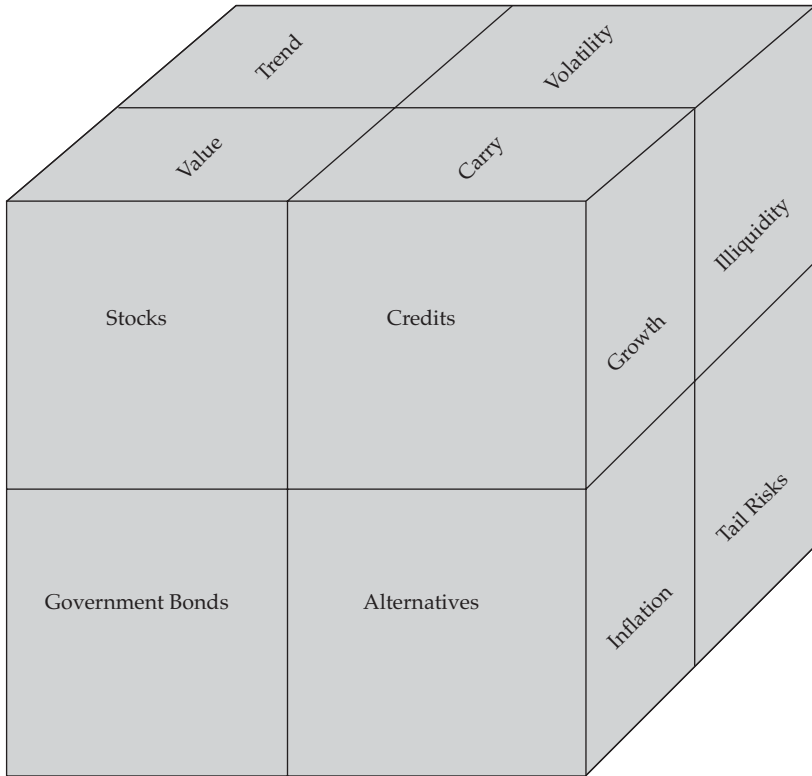 Trend
Volatility
Value
Carry
Illiquidity
Stocks
Credits
Growth
Tail Risks
Government Bonds
Alternatives
Inflation